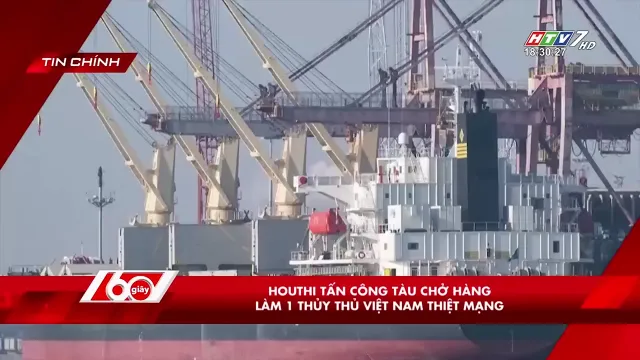 TIN CHÍNH
HTV7 HD
18:30:27
60 giây
HOUTHI TẤN CÔNG TÀU CHỞ HÀNG
LÀM 1 THỦY THỦ VIỆT NAM THIỆT MẠNG